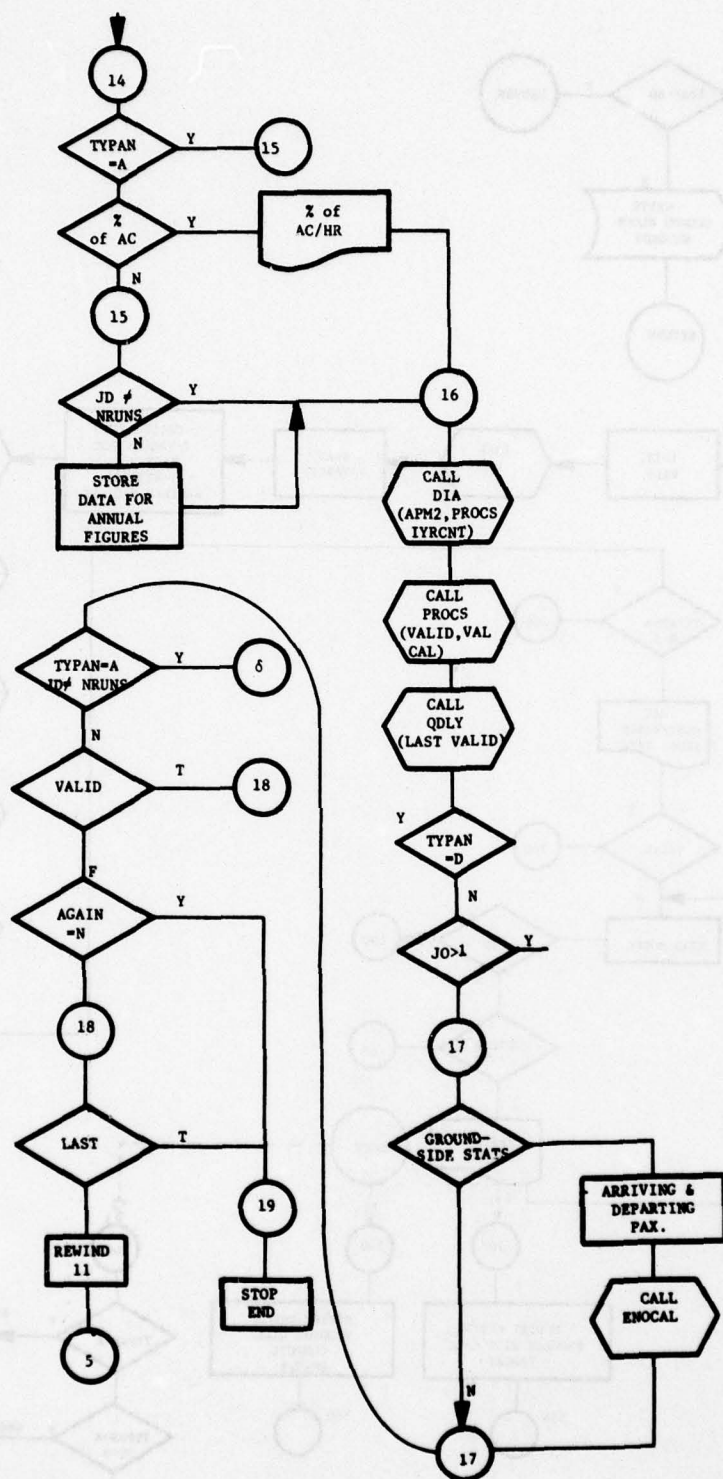 14
TYPAN
=A
Y
15
%
of AC
Y
% of
AC/HR
N
15
JD ≠
NRUNS
Y
16
N
STORE
DATA FOR
ANNUAL
FIGURES
CALL
DIA
(APM2,PROCS
IYRCNT)
CALL
PROCS
(VALID,VAL
CAL)
CALL
QDLY
(LAST VALID)
Y
TYPAN
=D
N
JO>1
Y
17
GROUND-
SIDE STATS
ARRIVING &
DEPARTING
PAX.
CALL
ENOCAL
N
17
TYPAN=A
JD≠ NRUNS
Y
6
N
VALID
T
18
F
AGAIN
=N
Y
18
LAST
T
19
REWIND
11
STOP
END
5